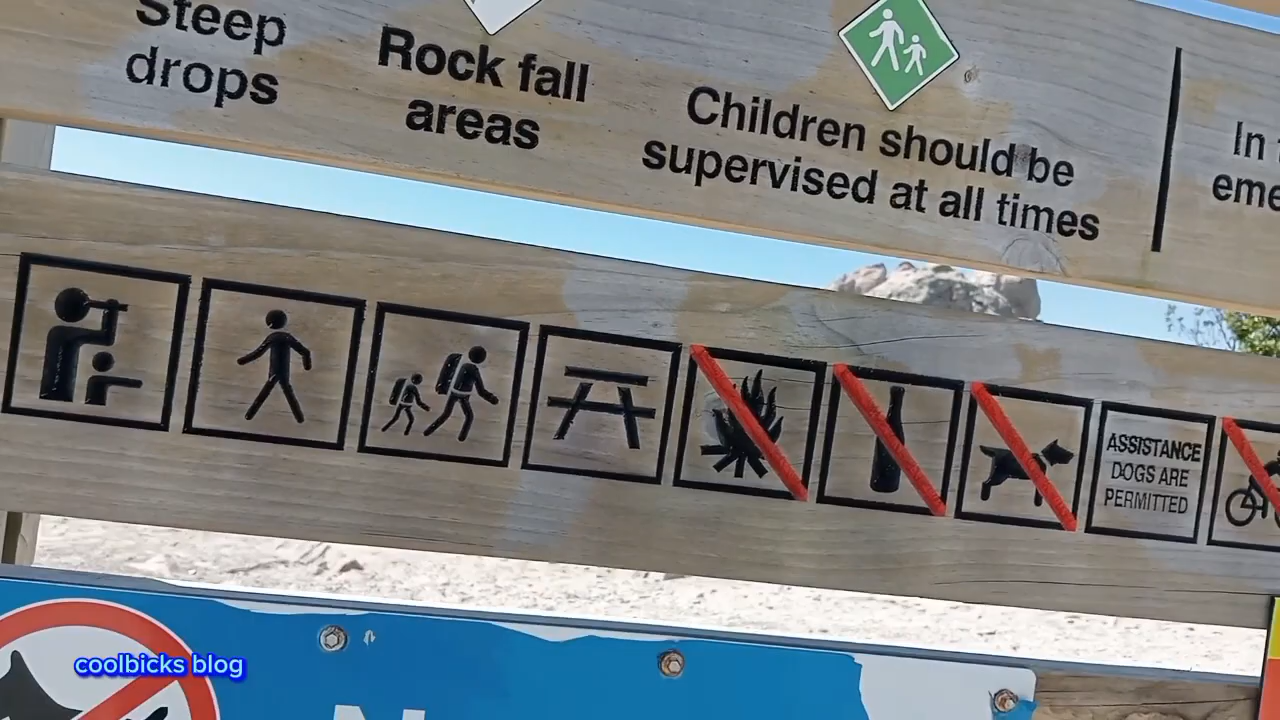 Steep
drops
Rock fall
areas
Children should be
supervised at all times
In
ASSISTANCE
DOGS ARE
PERMITTED
coolbicks blog